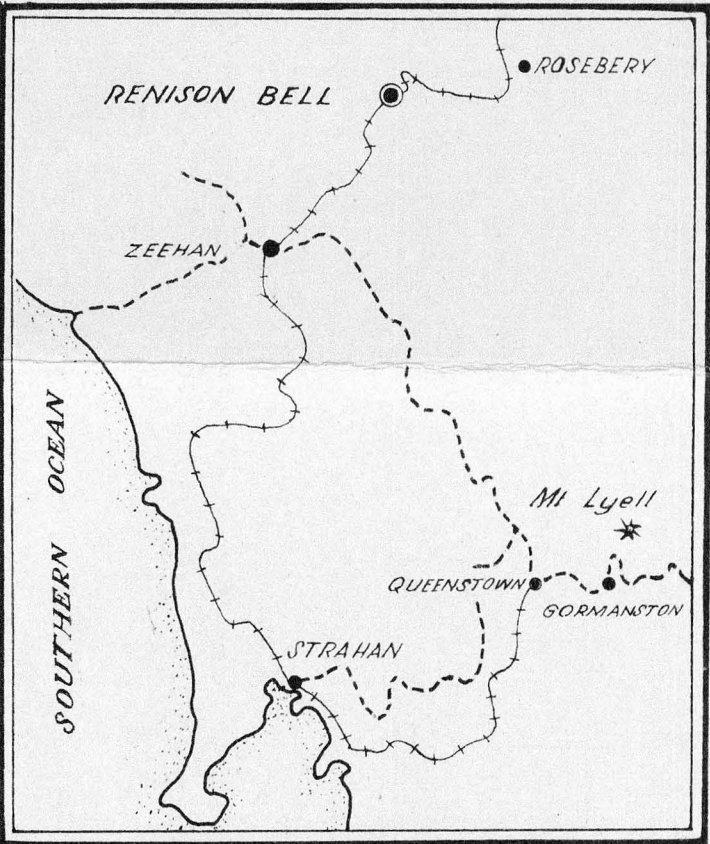 ROSEBERY
RENISON BELL
ZEEHAN
SOUTHERN OCEAN
Mt Lyell
QUEENSTOWN
GORMANSTON
STRAHAN